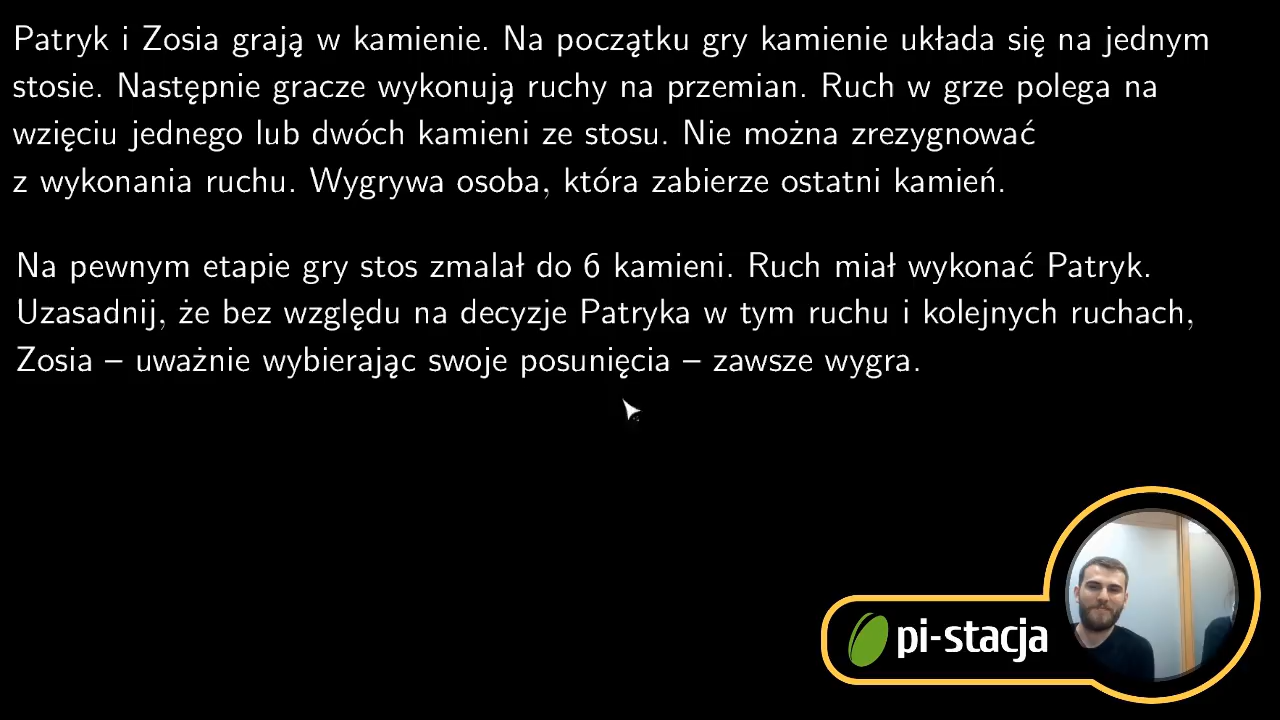 Patryk i Zosia grają w kamienie. Na początku gry kamienie układa się na jednym
stosie. Następnie gracze wykonują ruchy na przemian. Ruch w grze polega na
wzięciu jednego lub dwóch kamieni ze stosu. Nie można zrezygnować
z wykonania ruchu. Wygrywa osoba, która zabierze ostatni kamień.
Na pewnym etapie gry stos zmalał do 6 kamieni. Ruch miał wykonać Patryk.
Uzasadnij, że bez względu na decyzje Patryka w tym ruchu i kolejnych ruchach,
Zosia – uważnie wybierając swoje posunięcia – zawsze wygra.
pi-stacja